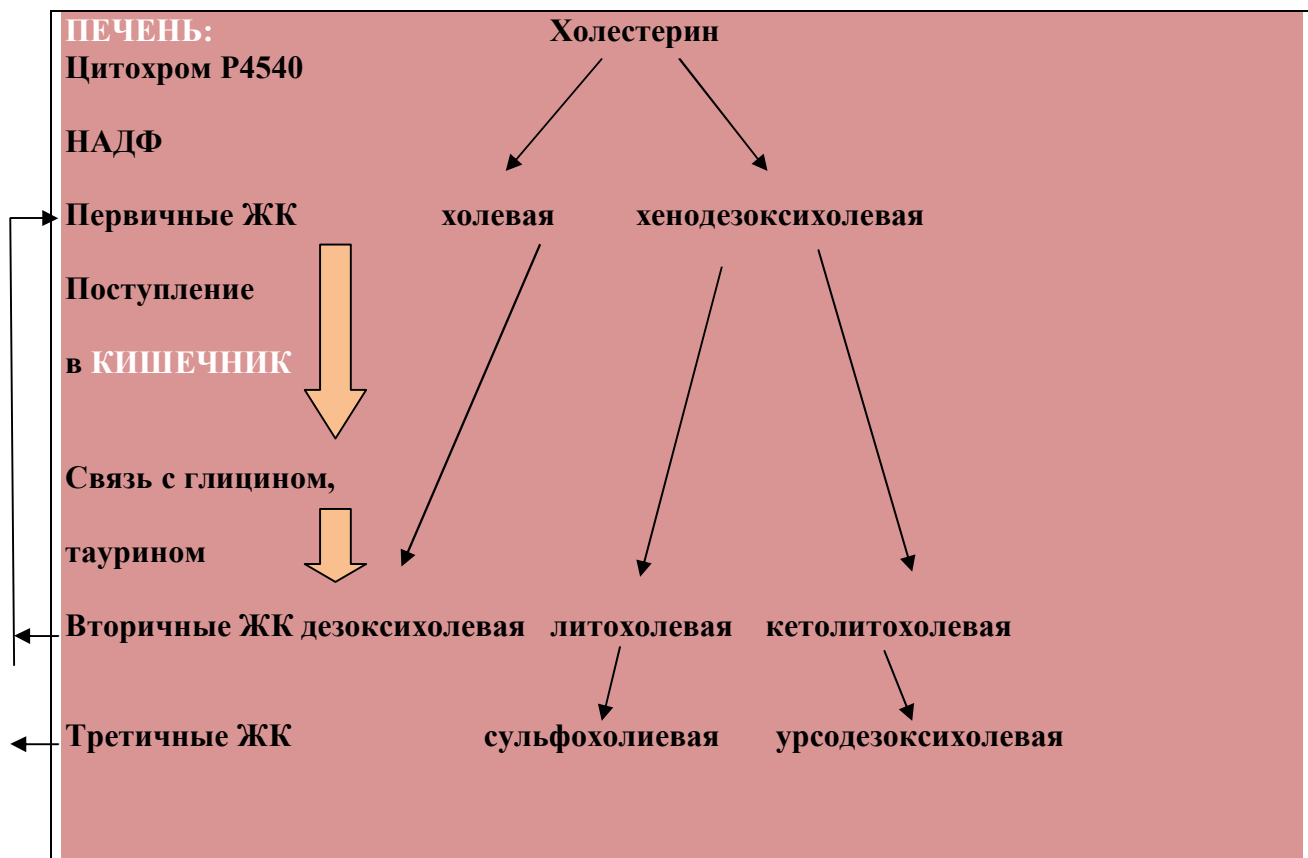 ПЕЧЕНЬ: Холестерин
Цитохром P4540
НАДФ
Первичные ЖК холевая хенодезоксихолевая
Поступление
в КИШЕЧНИК
Связь с глицином,
таурином
Вторичные ЖК дезоксихолевая литохолевая кетолитохолевая
Третичные ЖК сульфохолиевая урсодезоксихолевая